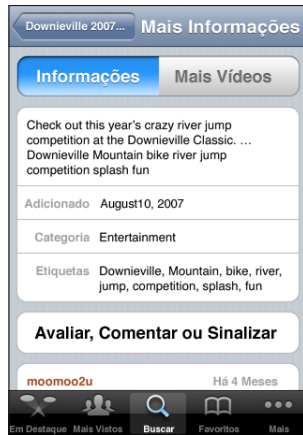 Downieville 2007... Mais Informações
Informações Mais Vídeos
Check out this year's crazy river jump
competition at the Downieville Classic. ...
Downieville Mountain bike river jump
competition splash fun
Adicionado August10, 2007
Categoria Entertainment
Etiquetas Downieville, Mountain, bike, river,
jump, competition, splash, fun
Avaliar, Comentar ou Sinalizar
moomoo2u Há 4 Meses
Em Destaque Mais Vistos Buscar Favoritos Mais